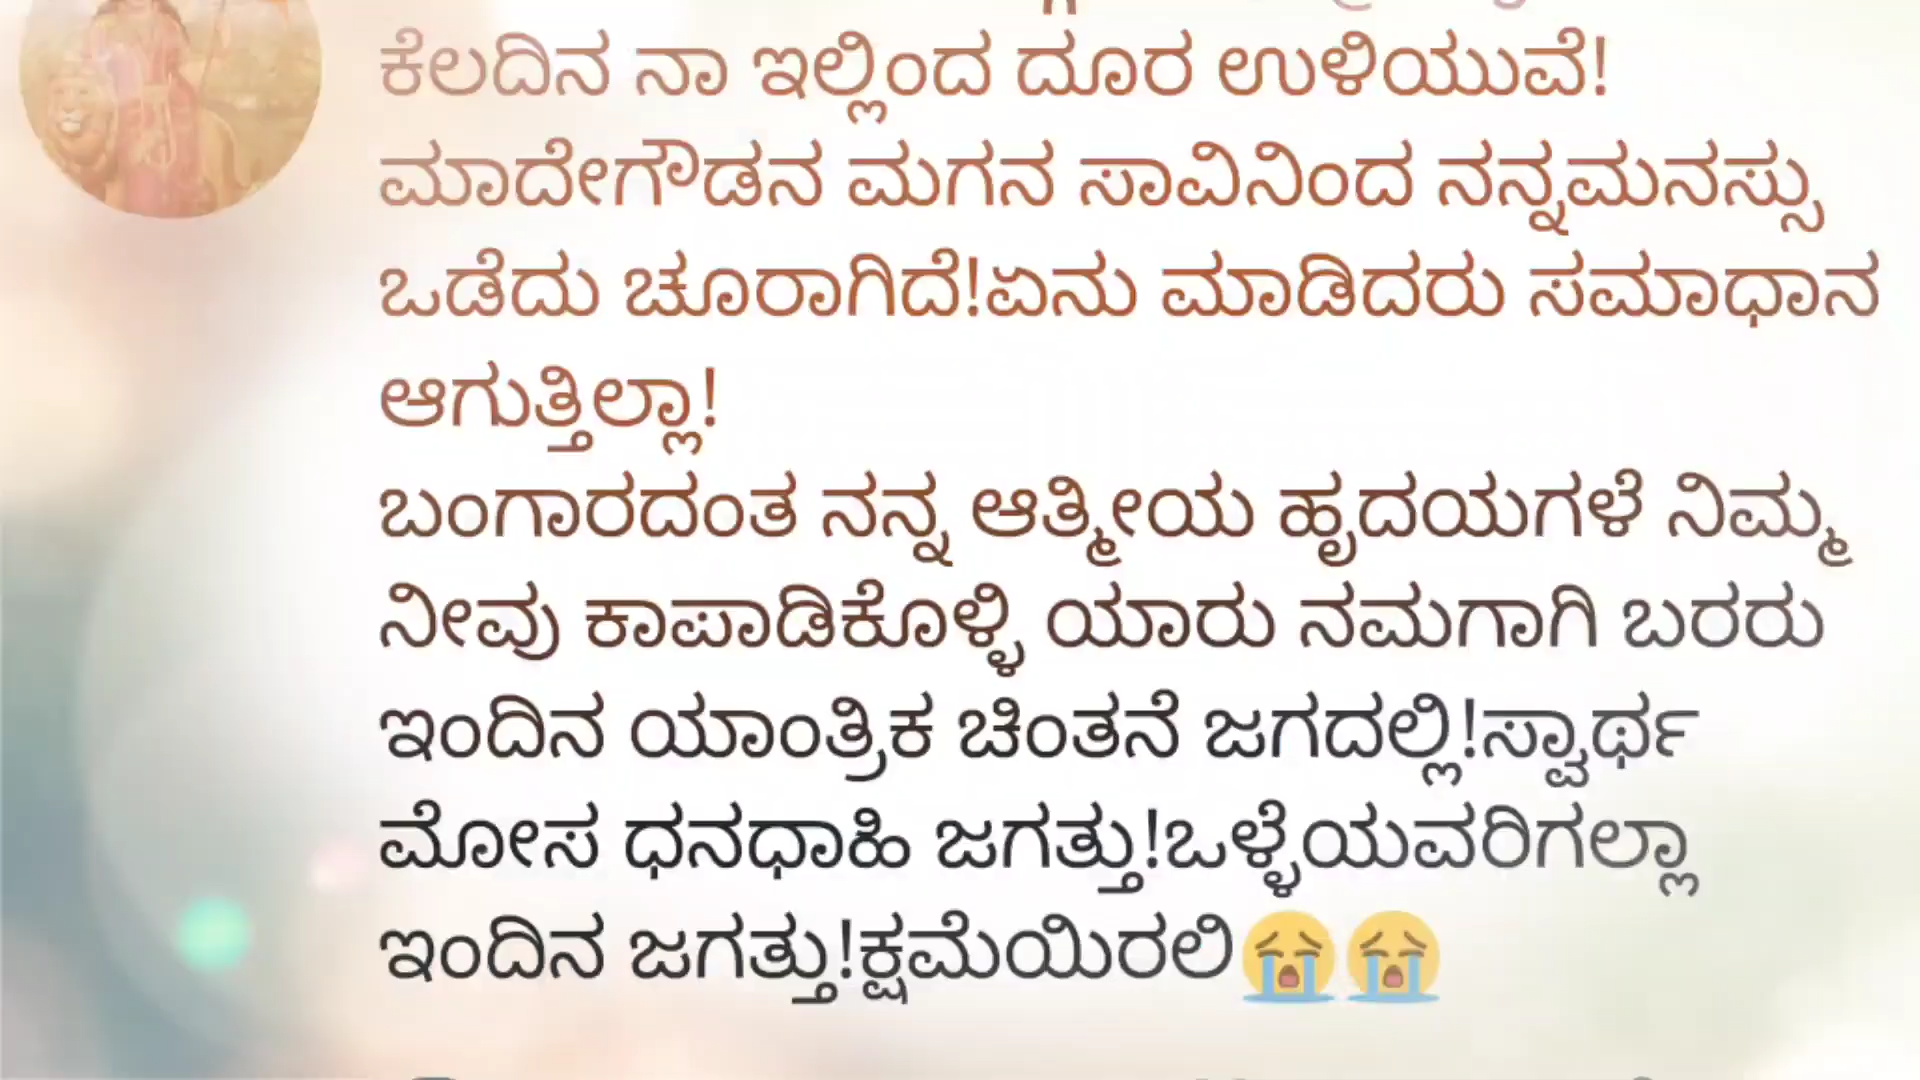 ಕೆಲದಿನ ನಾ ಇಲ್ಲಿಂದ ದೂರ ಉಳಿಯುವೆ!
ಮಾದೇಗೌಡನ ಮಗನ ಸಾವಿನಿಂದ ನನ್ನಮನಸ್ಸು
ಒಡೆದು ಚೂರಾಗಿದೆ!ಏನು ಮಾಡಿದರು ಸಮಾಧಾನ
ಆಗುತ್ತಿಲ್ಲಾ!
ಬಂಗಾರದಂತ ನನ್ನ ಆತ್ಮೀಯ ಹೃದಯಗಳೆ ನಿಮ್ಮ
ನೀವು ಕಾಪಾಡಿಕೊಳ್ಳಿ ಯಾರು ನಮಗಾಗಿ ಬರರು
ಇಂದಿನ ಯಾಂತ್ರಿಕ ಚಿಂತನೆ ಜಗದಲ್ಲಿ!ಸ್ವಾರ್ಥ
ಮೋಸ ಧನಧಾಹಿ ಜಗತ್ತು!ಒಳ್ಳೆಯವರಿಗಲ್ಲಾ
ಇಂದಿನ ಜಗತ್ತು!ಕ್ಷಮೆಯಿರಲಿ😭😭